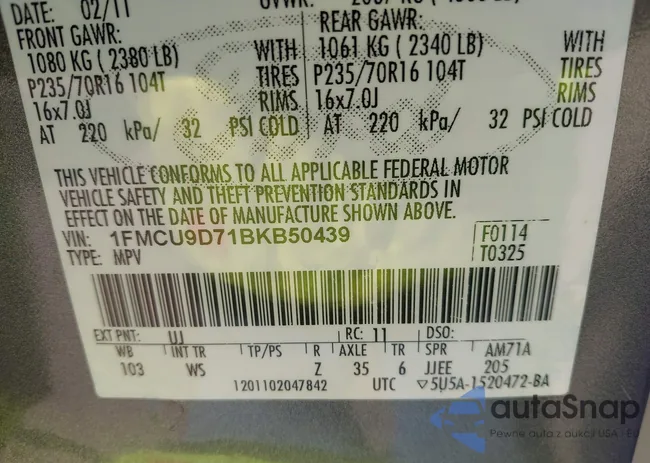 DATE: 02/11
FRONT GAWR: REAR GAWR:
1080 KG ( 2380 LB) WITH 1061 KG ( 2340 LB) WITH
P235/70R16 104T TIRES P235/70R16 104T TIRES
16x7.0J RIMS 16x7.0J RIMS
AT 220 kPa/ 32 PSI COLD AT 220 kPa/ 32 PSI COLD
THIS VEHICLE CONFORMS TO ALL APPLICABLE FEDERAL MOTOR
VEHICLE SAFETY AND THEFT PREVENTION STANDARDS IN
EFFECT ON THE DATE OF MANUFACTURE SHOWN ABOVE.
VIN: 1FMCU9D71BKB50439 F0114
TYPE: MPV T0325
EXT PNT: UJ RC: 11 DSO:
WB INT TR TP/PS R AXLE TR SPR AM71A
103 WS Z 35 6 JJEE 205
1201102047842 UTC ▽5U5A-1520472-BA
autaSnap
Pewne auta z aukcji USA - EU